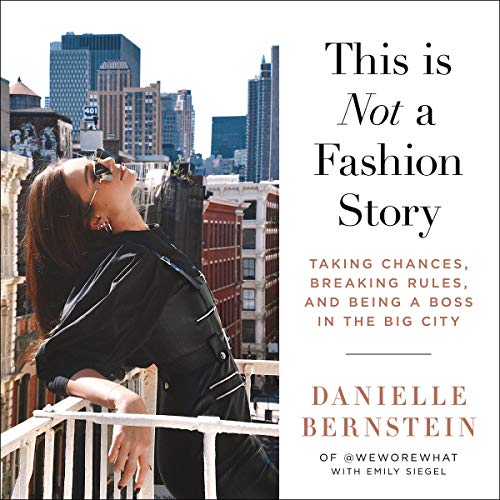 This is
Not a
Fashion
Story
TAKING CHANCES,
BREAKING RULES,
AND BEING A BOSS
IN THE BIG CITY
DANIELLE
BERNSTEIN
OF @WEWOREWHAT
WITH EMILY SIEGEL
401